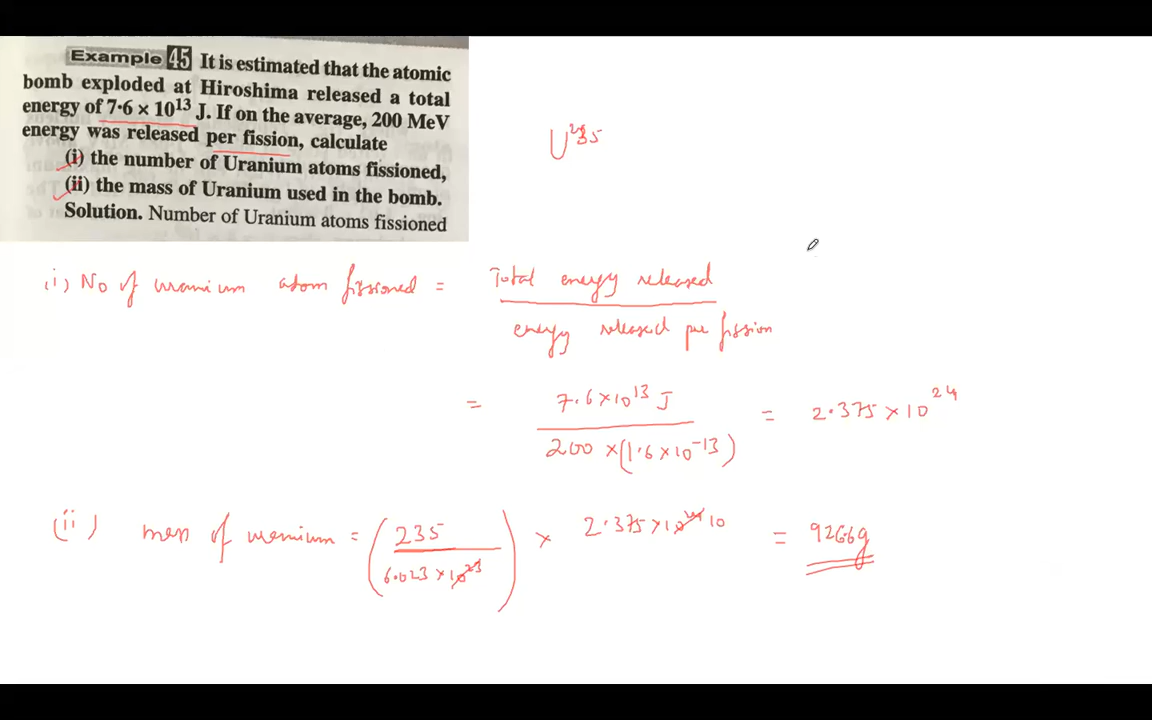 Example 45 It is estimated that the atomic
bomb exploded at Hiroshima released a total
energy of 7·6 × 10¹³ J. If on the average, 200 MeV
energy was released per fission, calculate
(i) the number of Uranium atoms fissioned,
(ii) the mass of Uranium used in the bomb.
Solution. Number of Uranium atoms fissioned
U²³⁵
(i) No of uranium atom fissioned = Total energy released
energy released per fission
= 7.6×10¹³ J
200 ×(1.6×10⁻¹³)
= 2.375 × 10²⁴
(ii) mass of uranium = (235
6.023 ×10²³)
× 2.375×10²⁴ 10
= 926.6g